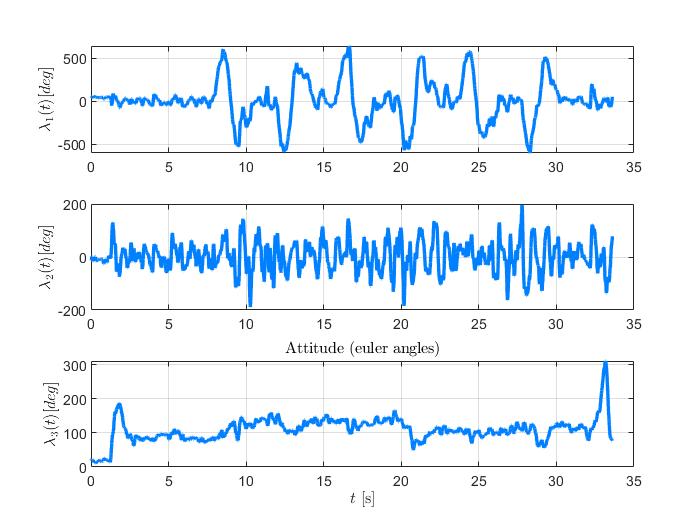 500
0
-500
λ₁(t)[deg]
0 5 10 15 20 25 30 35
200
0
-200
λ₂(t)[deg]
0 5 10 15 20 25 30 35
Attitude (euler angles)
300
200
100
0
λ₃(t)[deg]
0 5 10 15 20 25 30 35
t [s]